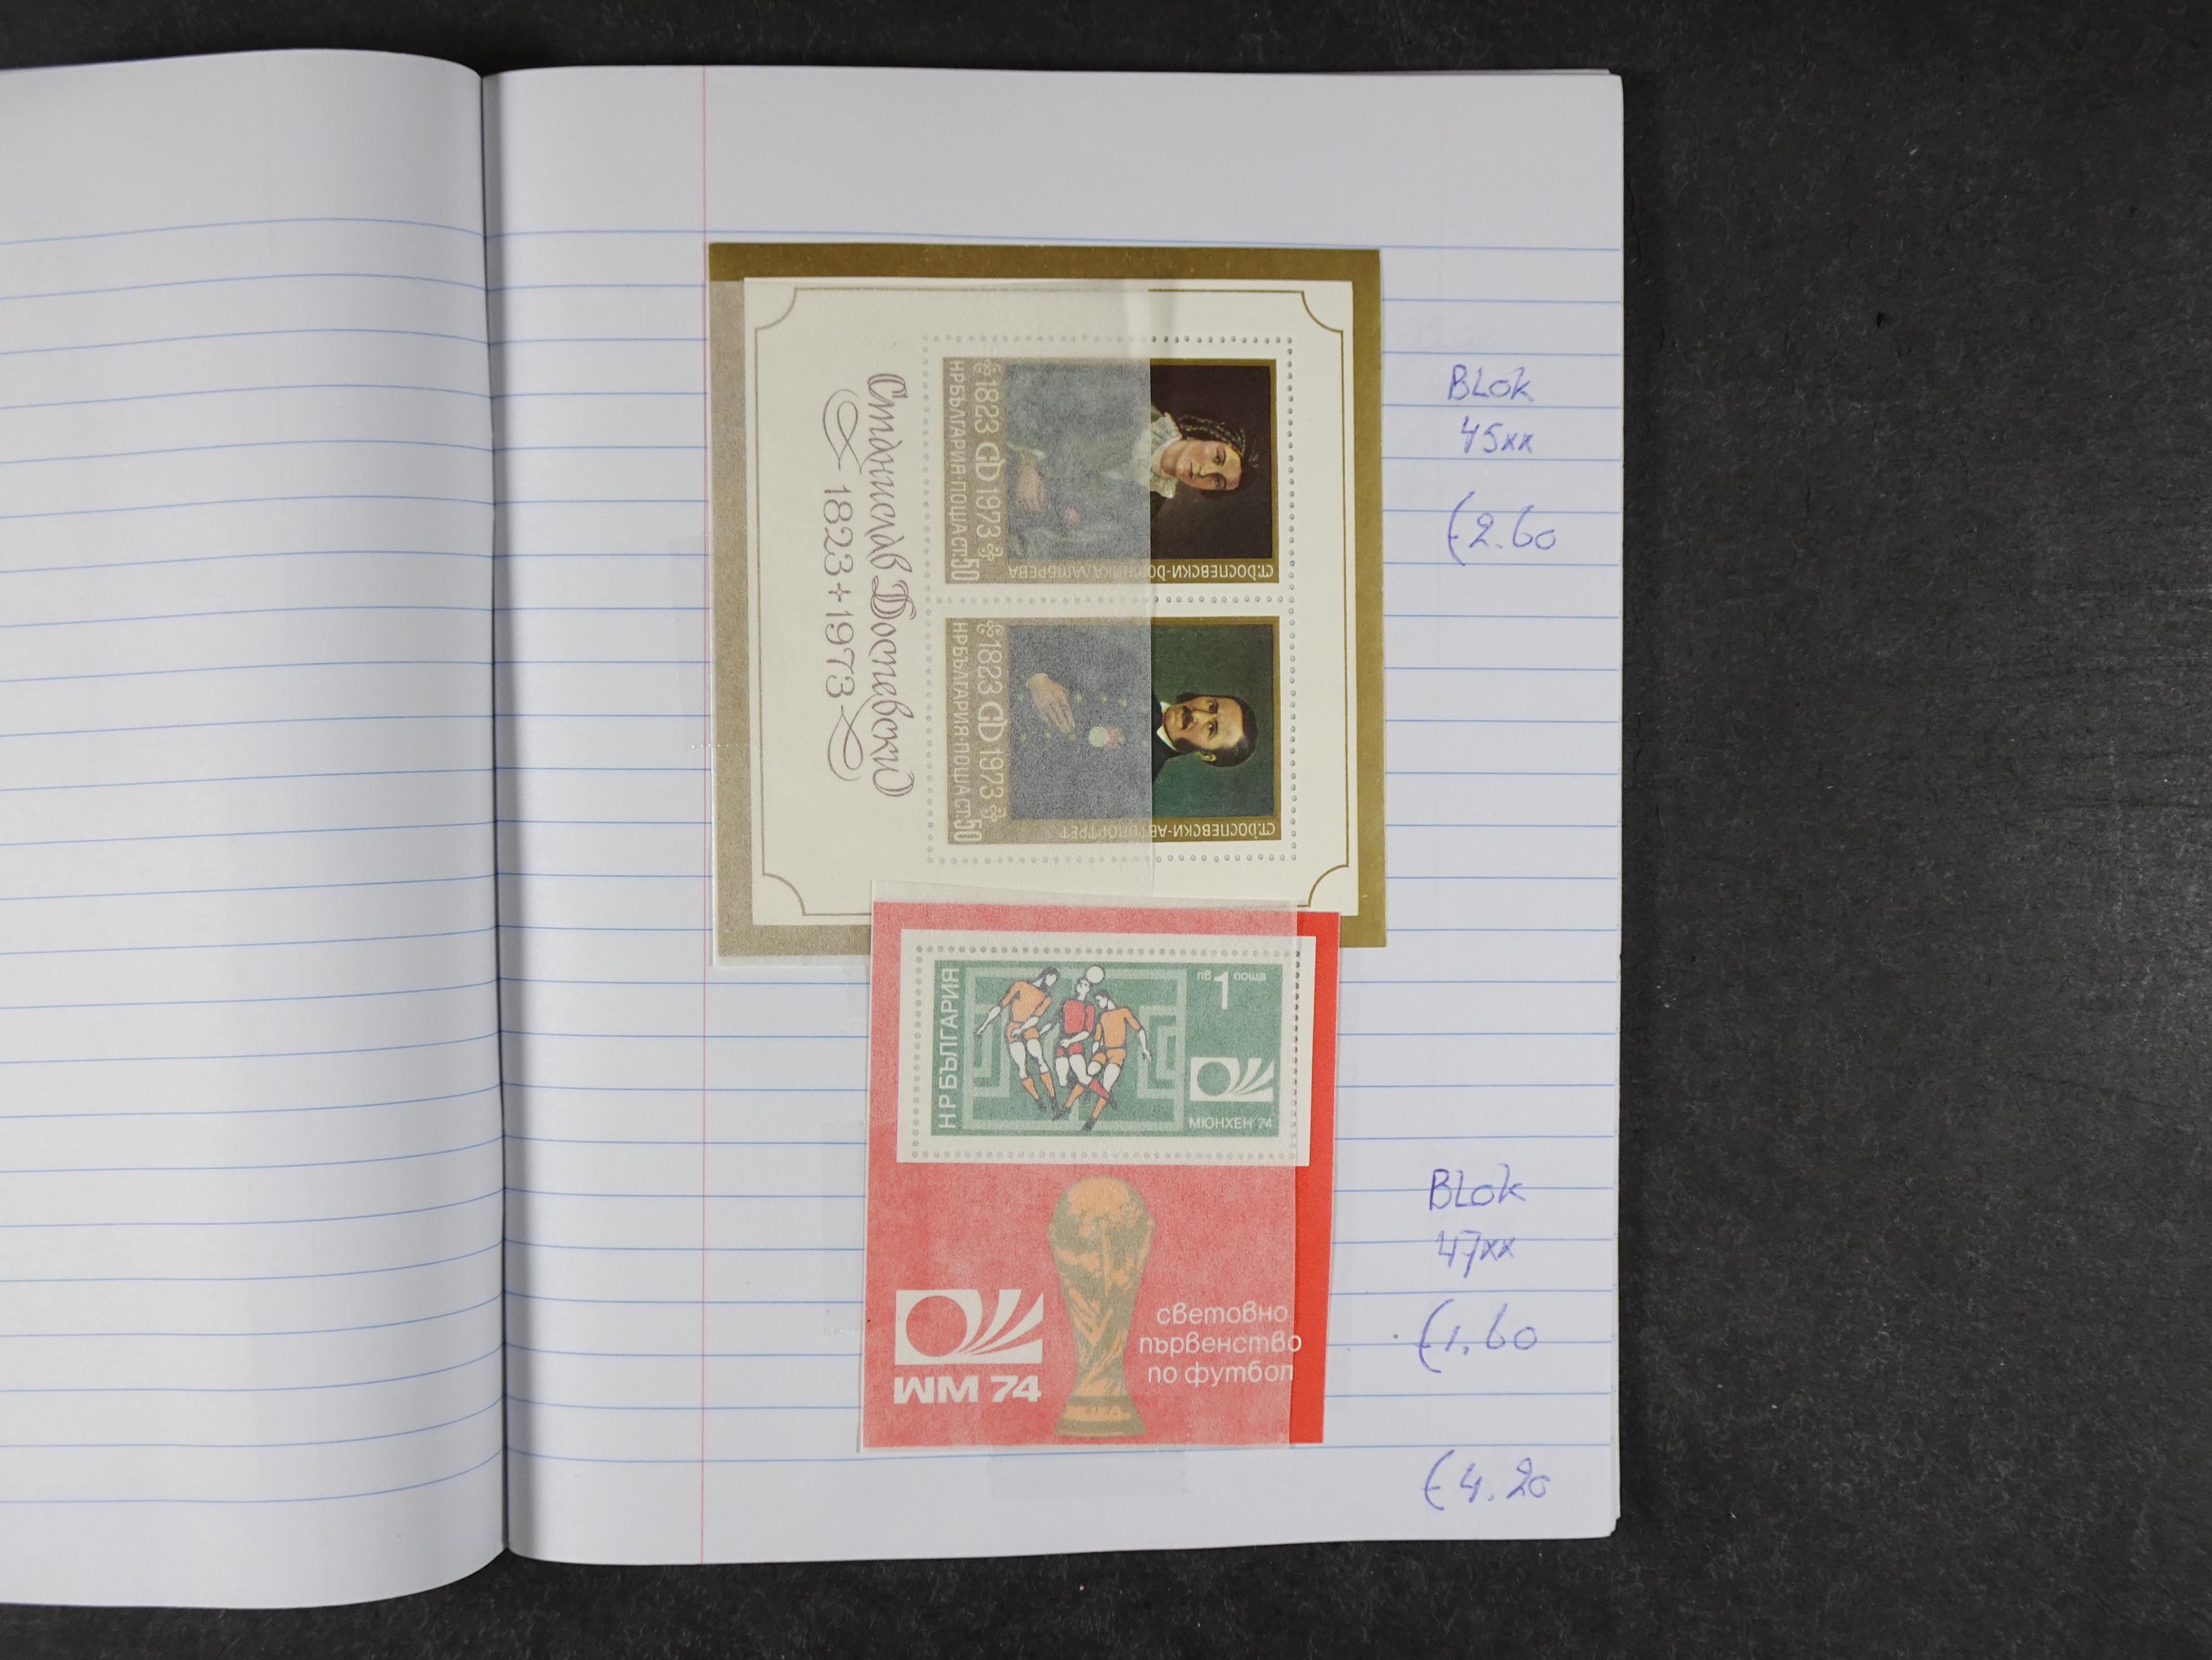 Станислав Доспевски
1823+1973
1823 СД 1973
НР БЪЛГАРИЯ·ПОЩА СТ. 50
СТ. ДОСПЕВСКИ-DОМНИКА ЛАМБРЕВА
1823 СД 1973
НР БЪЛГАРИЯ·ПОЩА СТ. 50
СТ. ДОСПЕВСКИ-АВТОПОРТРЕТ
BLok
45xx
€2.60
НР БЪЛГАРИЯ
лв 1 поща
МЮНХЕН'74
WM 74
световно
първенство
по футбол
BLok
47xx
€1.60
€4.20